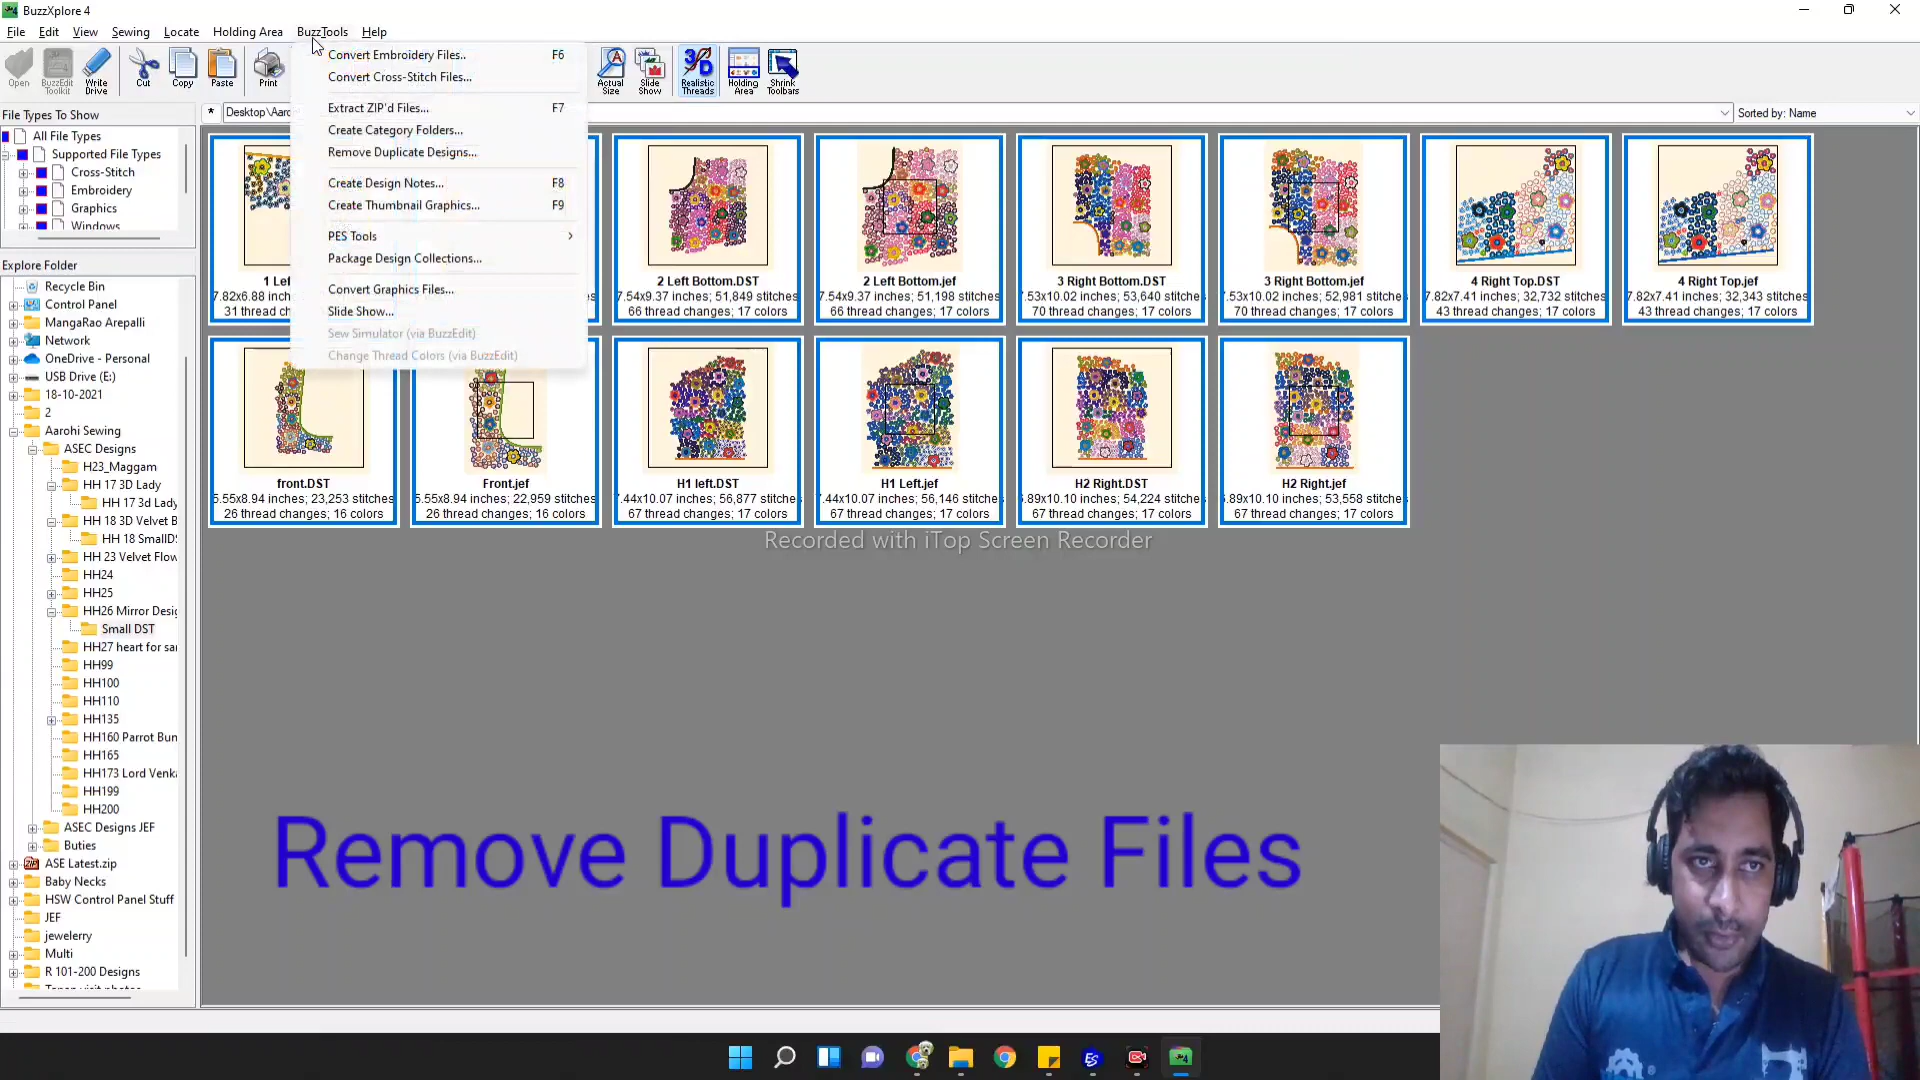 BuzzXplore 4
File Edit View Sewing Locate Holding Area BuzzTools Help
Open
BuzzEdit Toolkit
Write Drive
Cut
Copy
Paste
Print
Actual Size
Slide Show
Realistic Threads
Holding Area
Shrink Toolbars
Convert Embroidery Files.. F6
Convert Cross-Stitch Files...
Extract ZIP'd Files... F7
Create Category Folders...
Remove Duplicate Designs...
Create Design Notes... F8
Create Thumbnail Graphics... F9
PES Tools
Package Design Collections...
Convert Graphics Files...
Slide Show...
Sew Simulator (via BuzzEdit)
Change Thread Colors (via BuzzEdit)
File Types To Show
* Desktop\Aaro
Sorted by: Name
All File Types
Supported File Types
Cross-Stitch
Embroidery
Graphics
Windows
Explore Folder
Recycle Bin
Control Panel
MangaRao Arepalli
Network
OneDrive - Personal
USB Drive (E:)
18-10-2021
2
Aarohi Sewing
ASEC Designs
H23_Maggam
HH 17 3D Lady
HH 17 3d Lady
HH 18 3D Velvet B
HH 18 SmallDS
HH 23 Velvet Flow
HH24
HH25
HH26 Mirror Desig
Small DST
HH27 heart for sar
HH99
HH100
HH110
HH135
HH160 Parrot Bun
HH165
HH173 Lord Venka
HH199
HH200
ASEC Designs JEF
Buties
ASE Latest.zip
Baby Necks
HSW Control Panel Stuff
JEF
jewelerry
Multi
R 101-200 Designs
1 Lef
7.82x6.88 inch
31 thread ch
2 Left Bottom.DST
7.54x9.37 inches; 51,849 stitches
66 thread changes; 17 colors
2 Left Bottom.jef
7.54x9.37 inches; 51,198 stitches
66 thread changes; 17 colors
3 Right Bottom.DST
.53x10.02 inches; 53,640 stitches
70 thread changes; 17 colors
3 Right Bottom.jef
.53x10.02 inches; 52,981 stitches
70 thread changes; 17 colors
4 Right Top.DST
7.82x7.41 inches; 32,732 stitches
43 thread changes; 17 colors
4 Right Top.jef
7.82x7.41 inches; 32,343 stitches
43 thread changes; 17 colors
front.DST
5.55x8.94 inches; 23,253 stitches
26 thread changes; 16 colors
Front.jef
5.55x8.94 inches; 22,959 stitches
26 thread changes; 16 colors
H1 left.DST
.44x10.07 inches; 56,877 stitche
67 thread changes; 17 colors
H1 Left.jef
.44x10.07 inches; 56,146 stitche
67 thread changes; 17 colors
H2 Right.DST
.89x10.10 inches; 54,224 stitche
67 thread changes; 17 colors
H2 Right.jef
.89x10.10 inches; 53,558 stitche
67 thread changes; 17 colors
Recorded with iTop Screen Recorder
Remove Duplicate Files